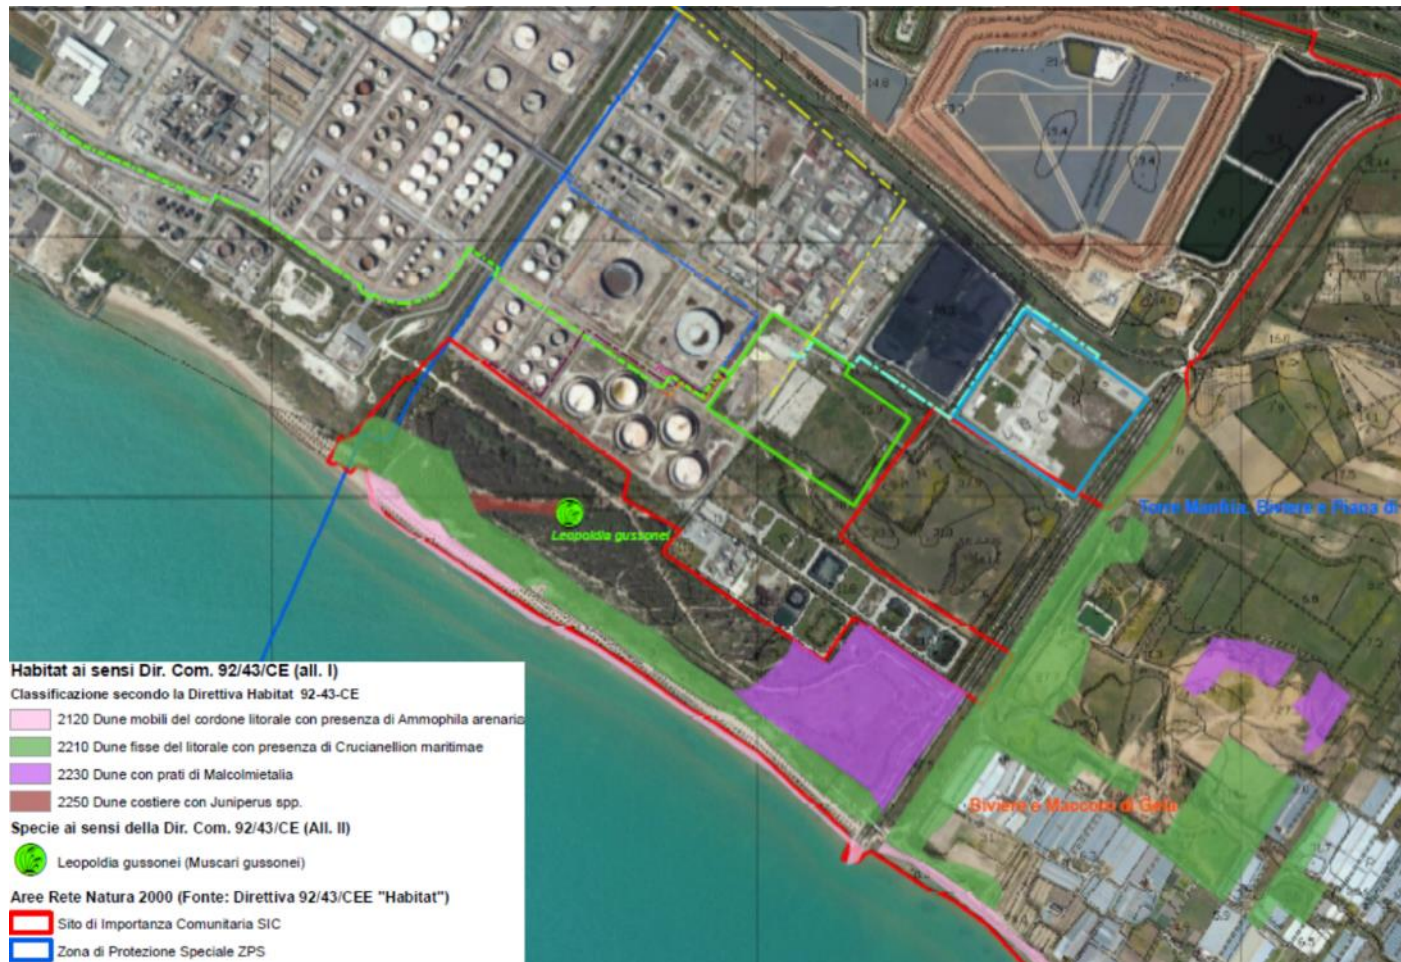 Leopoldia gussonei
Torre Manfria, Biviere e Piana di
Biviere e Macconi di Gela
Habitat ai sensi Dir. Com. 92/43/CE (all. I)
Classificazione secondo la Direttiva Habitat 92-43-CE
2120 Dune mobili del cordone litorale con presenza di Ammophila arenaria
2210 Dune fisse del litorale con presenza di Crucianellion maritimae
2230 Dune con prati di Malcolmietalia
2250 Dune costiere con Juniperus spp.
Specie ai sensi della Dir. Com. 92/43/CE (All. II)
Leopoldia gussonei (Muscari gussonei)
Aree Rete Natura 2000 (Fonte: Direttiva 92/43/CEE "Habitat")
Sito di Importanza Comunitaria SIC
Zona di Protezione Speciale ZPS